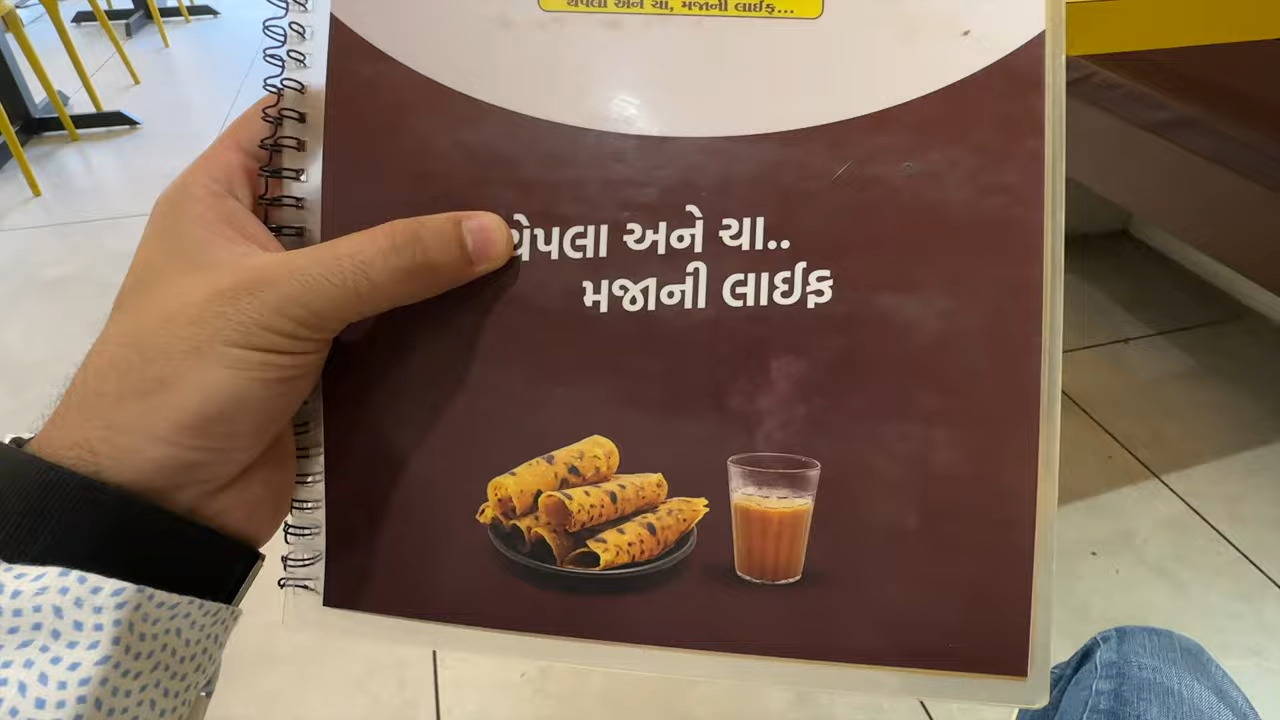 થેપલા અને ચા, મજાની લાઈફ...
થેપલા અને ચા..
મજાની લાઈફ